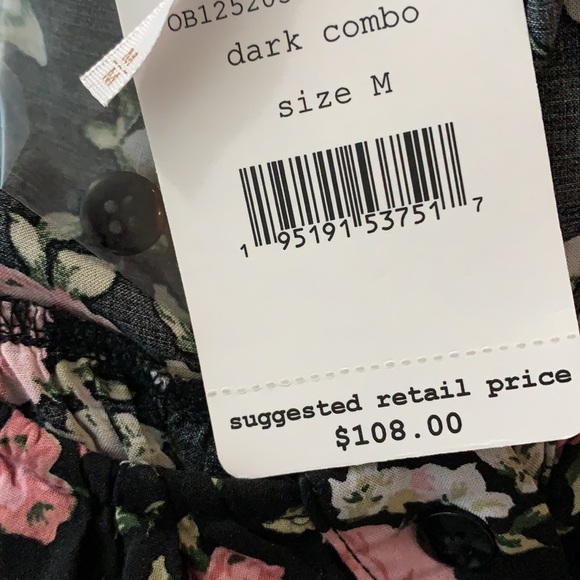 dark combo
size M
1 95191 53751 7
suggested retail price
$108.00